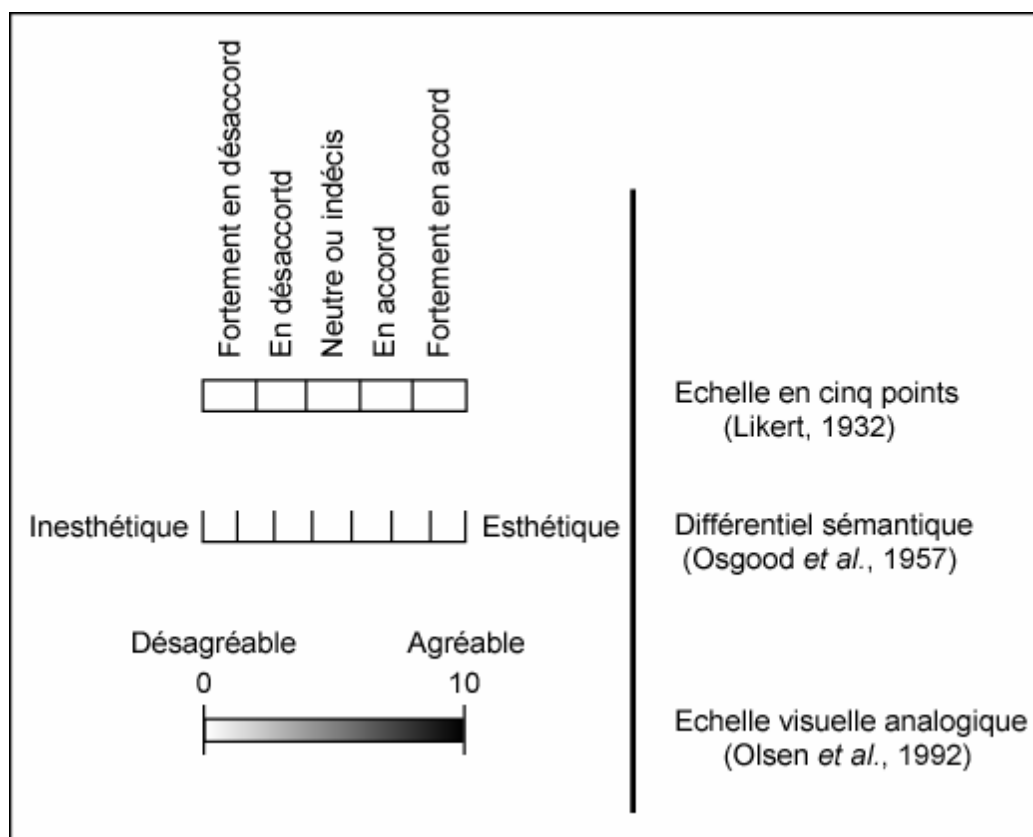 Fortement en désaccord
En désaccortd
Neutre ou indécis
En accord
Fortement en accord
Echelle en cinq points
(Likert, 1932)
Inesthétique
Esthétique
Différentiel sémantique
(Osgood et al., 1957)
Désagréable
Agréable
0
10
Echelle visuelle analogique
(Olsen et al., 1992)